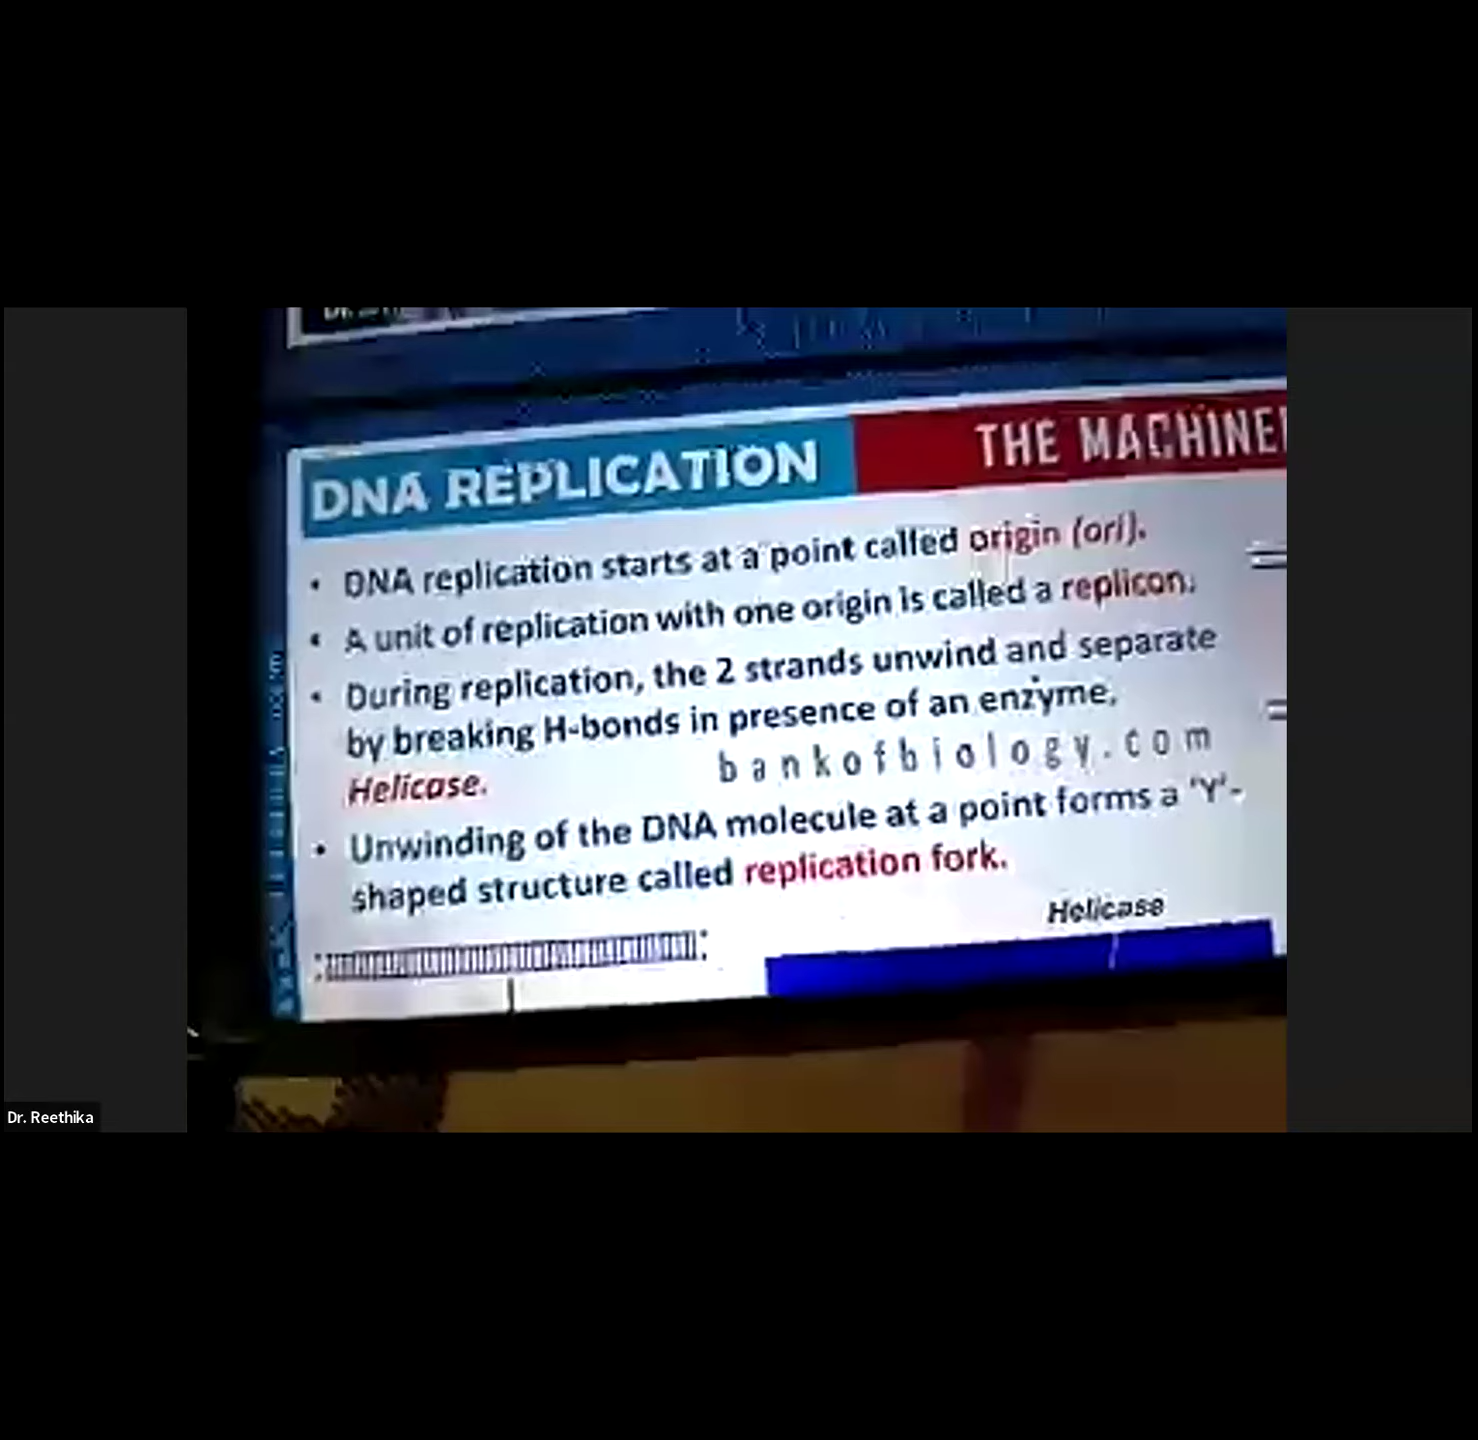 DNA REPLICATION THE MACHINE
• DNA replication starts at a point called origin (ori).
• A unit of replication with one origin is called a replicon.
• During replication, the 2 strands unwind and separate
by breaking H-bonds in presence of an enzyme,
Helicase.
bankofbiology.com
• Unwinding of the DNA molecule at a point forms a 'Y'-
shaped structure called replication fork.
Helicase
Dr. Reethika